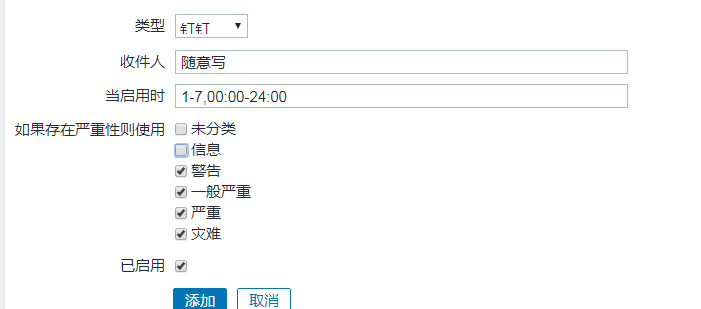 类型
收件人 随意写
当启用时 1-7,00:00-24:00
如果存在严重性则使用 未分类
信息
警告
一般严重
严重
灾难
已启用
添加 取消